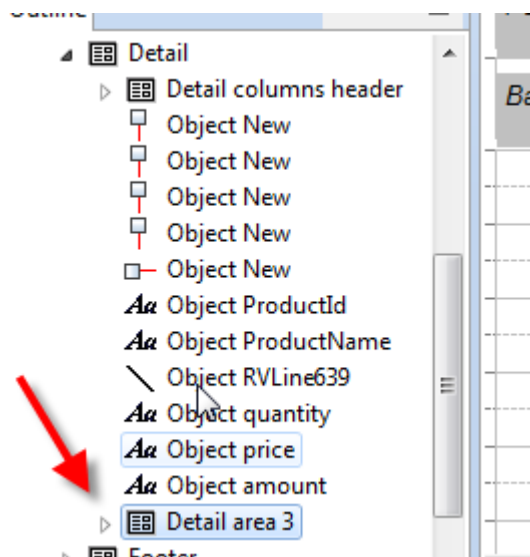 Outline
Detail
Detail columns header
Object New
Object New
Object New
Object New
Object New
Object ProductId
Object ProductName
Object RVLine639
Object quantity
Object price
Object amount
Detail area 3
Footer